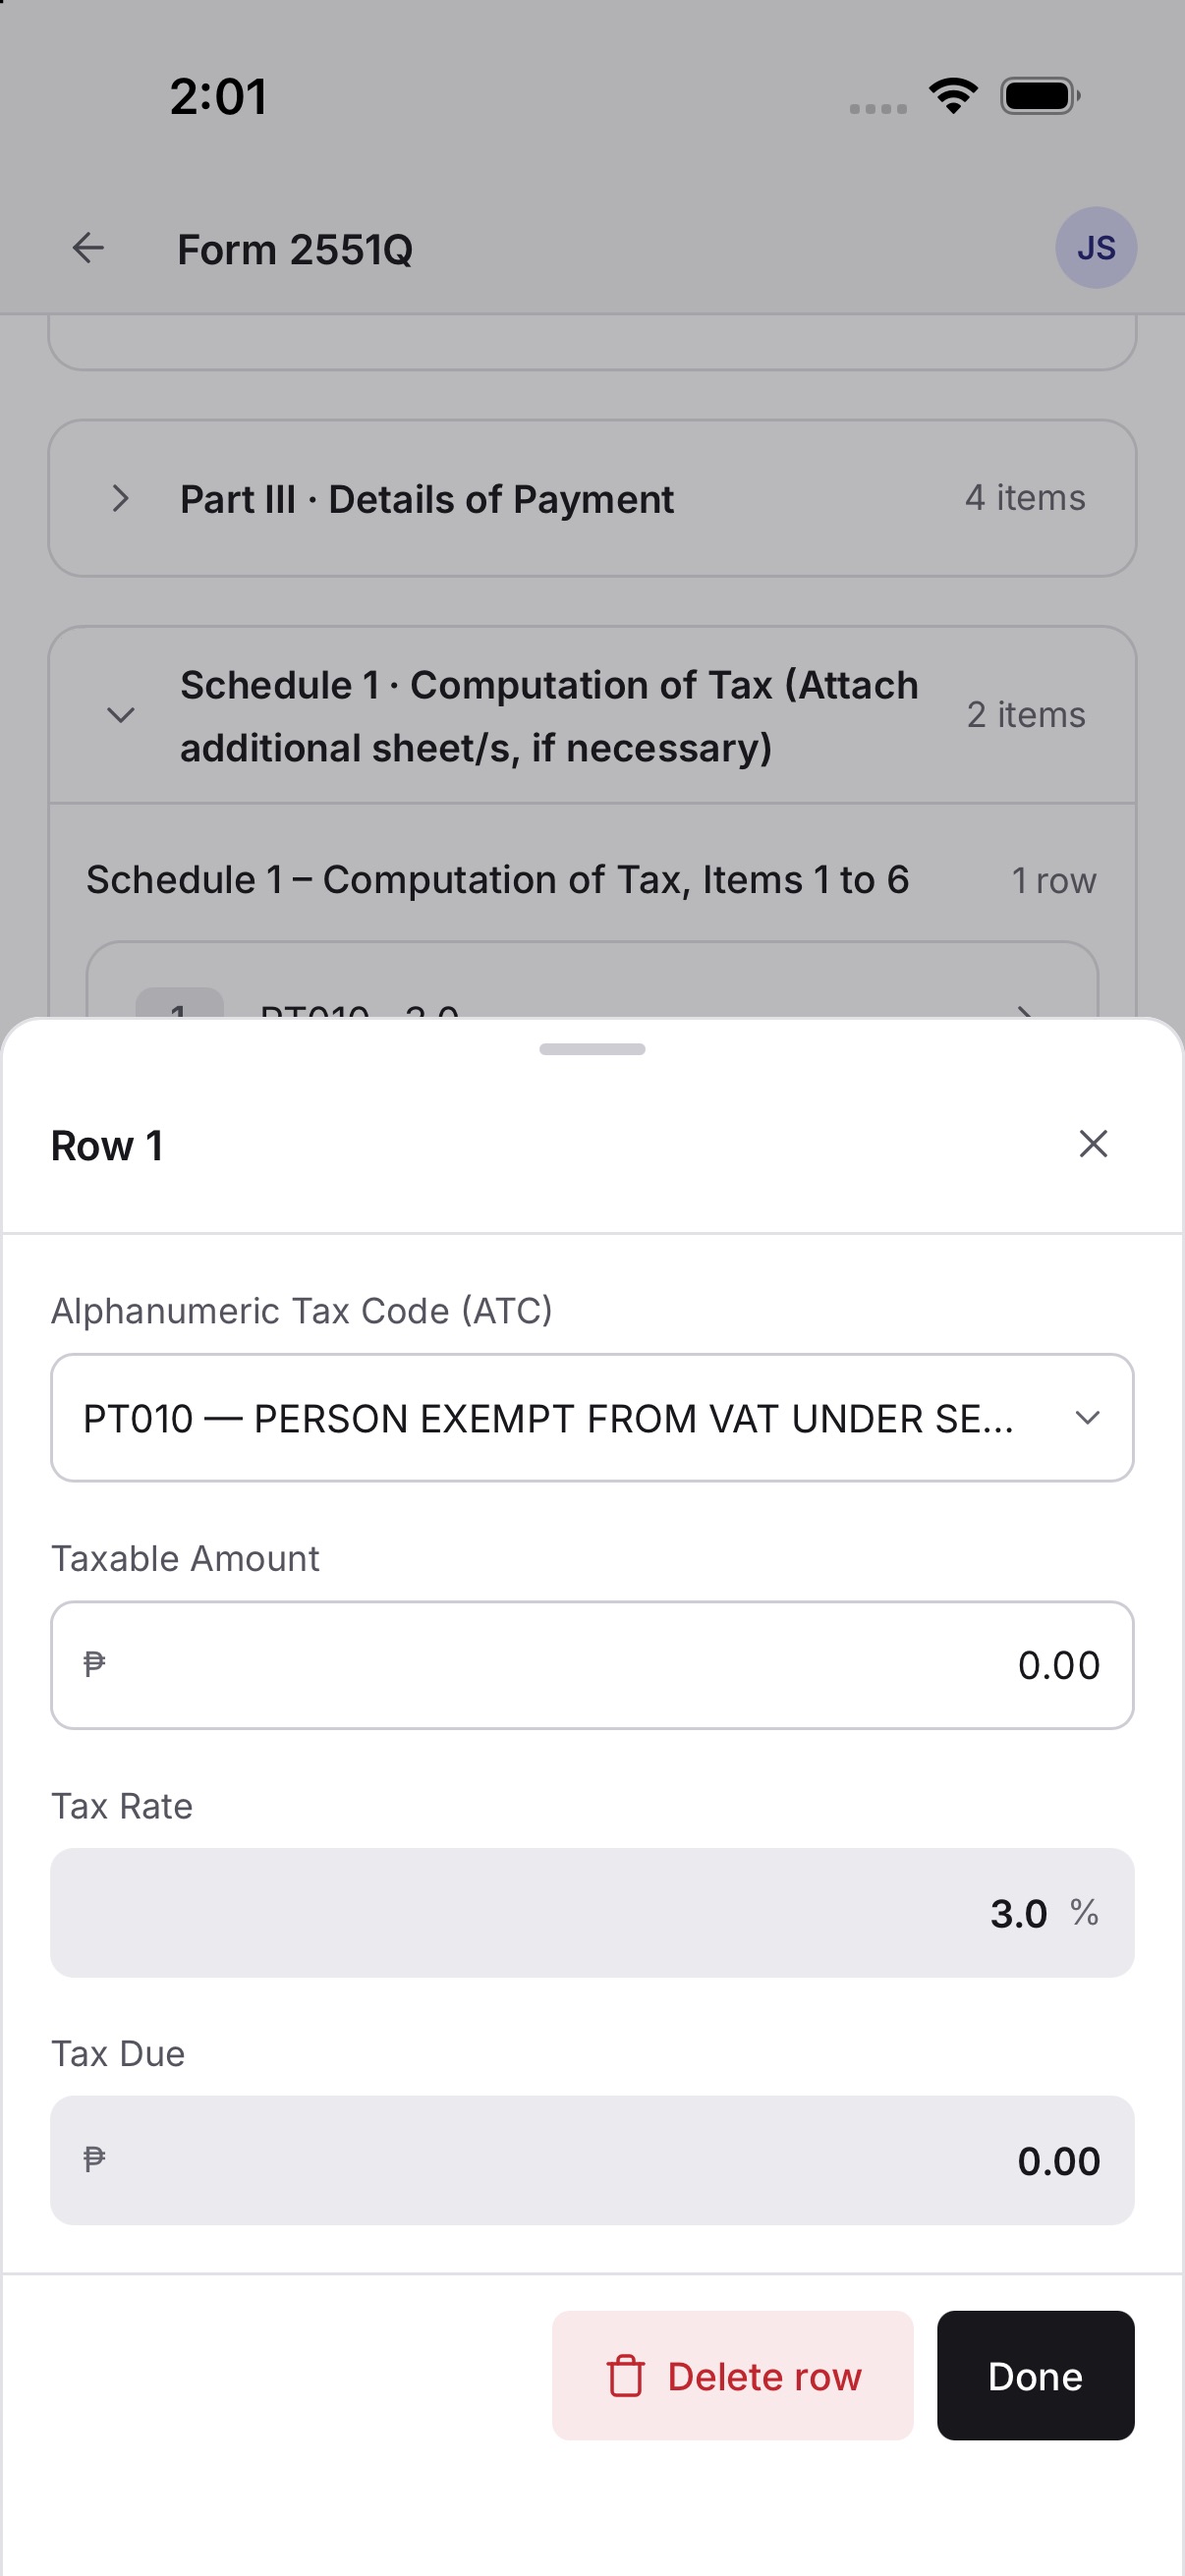 2:01
Form 2551Q
JS
Part III · Details of Payment
4 items
Schedule 1 · Computation of Tax (Attach
additional sheet/s, if necessary)
2 items
Schedule 1 – Computation of Tax, Items 1 to 6
1 row
1
PT010
Row 1
Alphanumeric Tax Code (ATC)
PT010 — PERSON EXEMPT FROM VAT UNDER SE...
Taxable Amount
₱ 0.00
Tax Rate
3.0 %
Tax Due
₱ 0.00
Delete row
Done